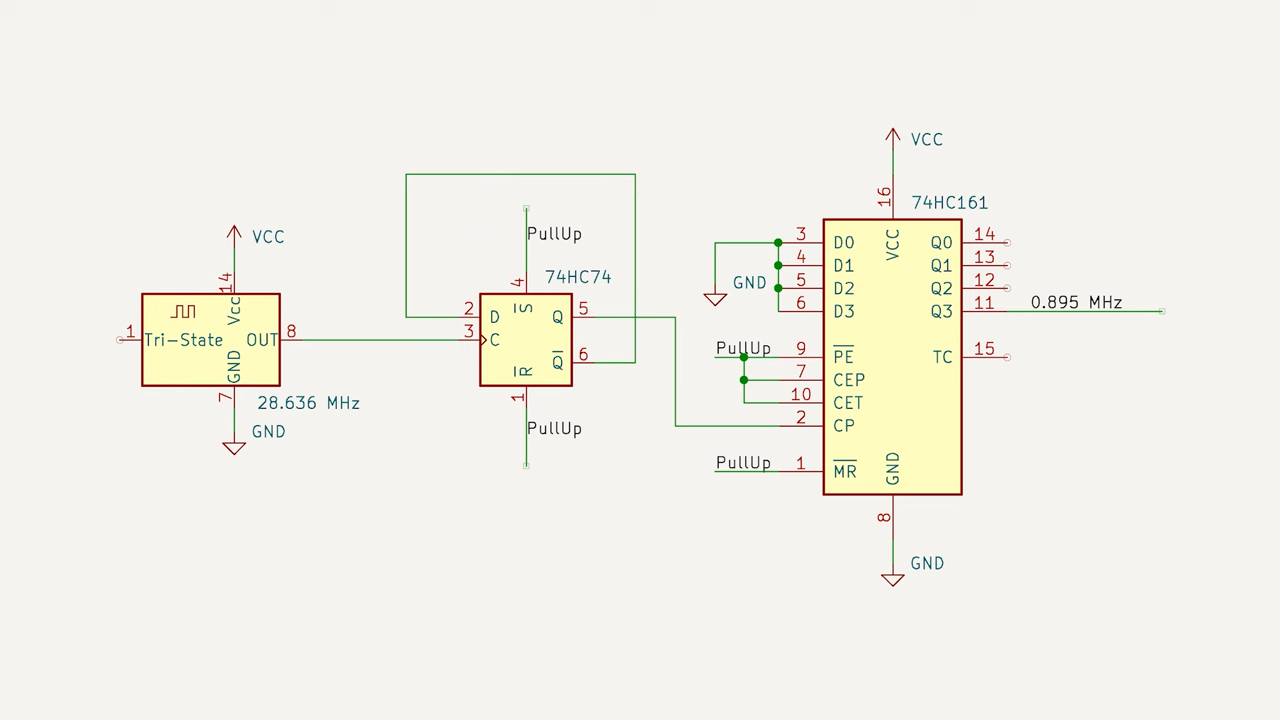 VCC
14
Vcc
1
Tri-State
OUT
8
GND
7
28.636 MHz
GND
PullUp
4
74HC74
2
D
IS
Q
5
3
C
6
Q̅I̅
I̅R̅
1
PullUp
VCC
16
74HC161
3
D0
VCC
Q0
14
4
D1
Q1
13
GND
5
D2
Q2
12
6
D3
Q3
11
0.895 MHz
PullUp
9
PE
TC
15
7
CEP
10
CET
2
CP
PullUp
1
MR
GND
8
GND